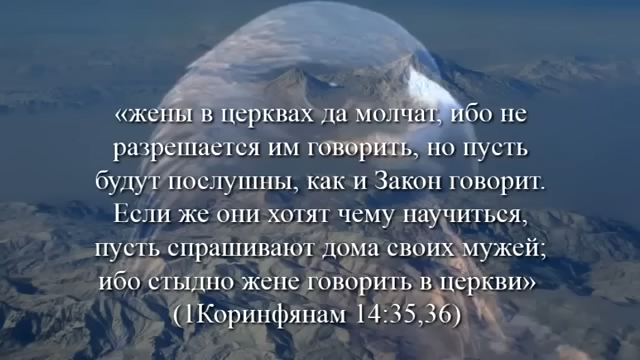 «жены в церквах да молчат, ибо не
разрешается им говорить, но пусть
будут послушны, как и Закон говорит.
Если же они хотят чему научиться,
пусть спрашивают дома своих мужей;
ибо стыдно жене говорить в церкви»
(1Коринфянам 14:35,36)